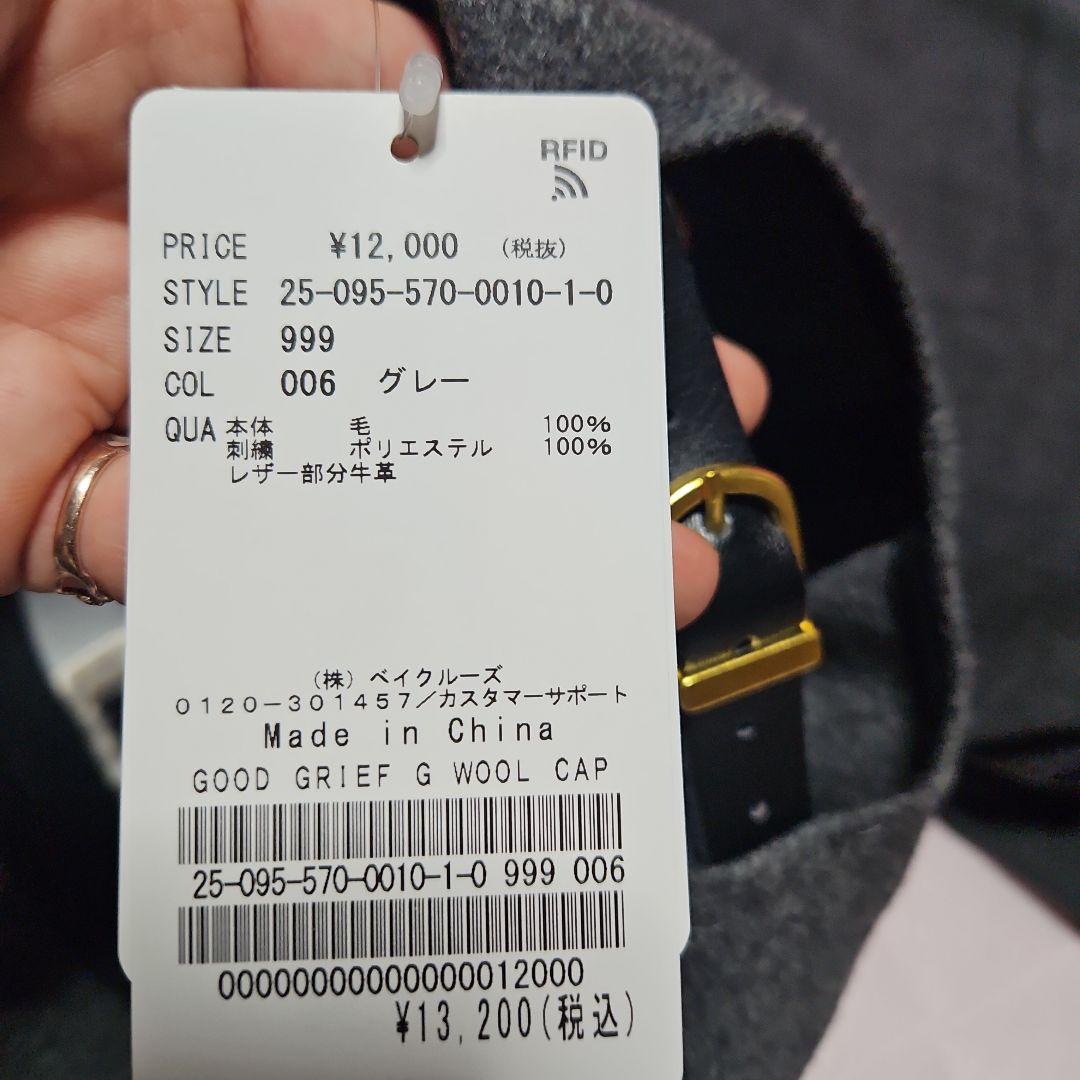 RFID
PRICE ¥12,000 (税抜)
STYLE 25-095-570-0010-1-0
SIZE 999
COL 006 グレー
QUA 本体 毛 100%
刺繍 ポリエステル 100%
レザー部分牛革
(株) ベイクルーズ
0120-301457/カスタマーサポート
Made in China
GOOD GRIEF G WOOL CAP
25-095-570-0010-1-0 999 006
00000000000000012000
¥13,200(税込)